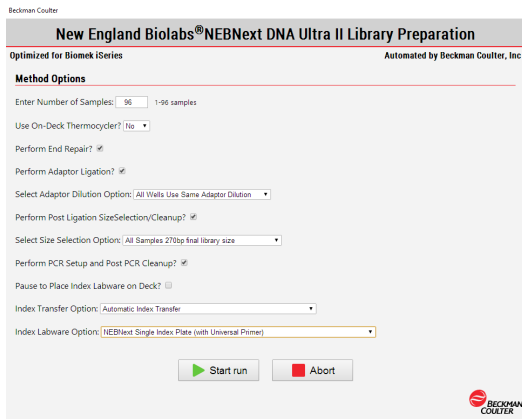 Beckman Coulter
New England Biolabs®NEBNext DNA Ultra II Library Preparation
Optimized for Biomek iSeries Automated by Beckman Coulter, Inc
Method Options
Enter Number of Samples: 96 1-96 samples
Use On-Deck Thermocycler? No
Perform End Repair?
Perform Adaptor Ligation?
Select Adaptor Dilution Option: All Wells Use Same Adaptor Dilution
Perform Post Ligation SizeSelection/Cleanup?
Select Size Selection Option: All Samples 270bp final library size
Perform PCR Setup and Post PCR Cleanup?
Pause to Place Index Labware on Deck?
Index Transfer Option: Automatic Index Transfer
Index Labware Option: NEBNext Single Index Plate (with Universal Primer)
Start run Abort
BECKMAN
COULTER